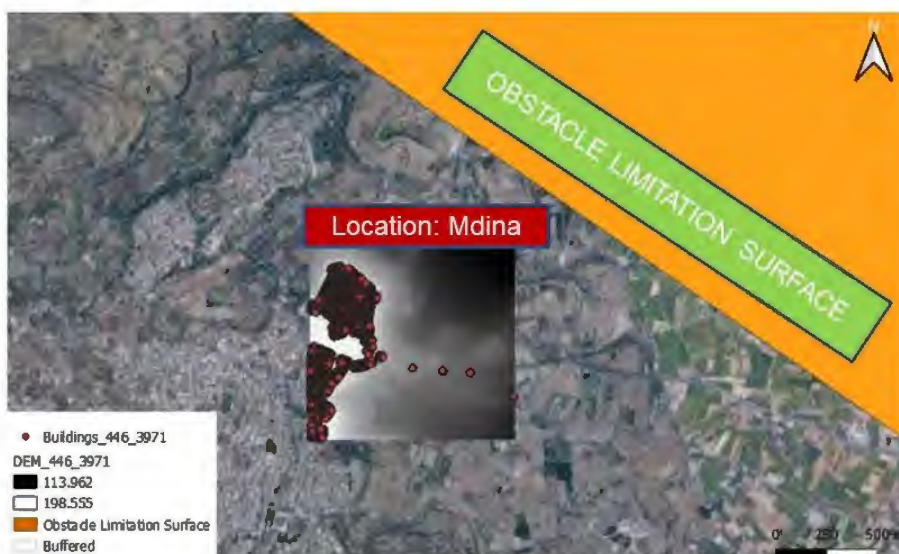 N
OBSTACLE LIMITATION SURFACE
Location: Mdina
Buildings_446_3971
DEM_446_3971
113.962
198.555
Obstacle Limitation Surface
Buffered
0 250 500